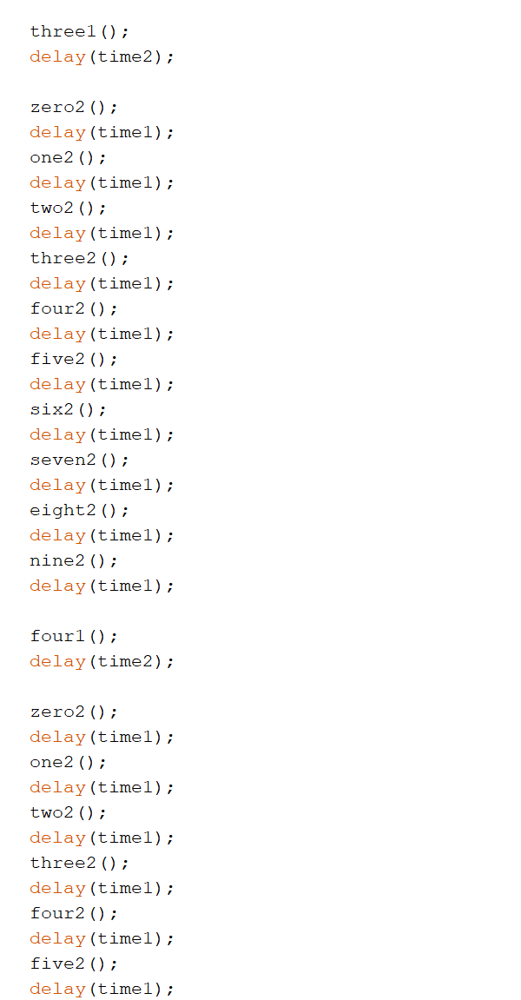 three1();
delay(time2);

zero2();
delay(time1);
one2();
delay(time1);
two2();
delay(time1);
three2();
delay(time1);
four2();
delay(time1);
five2();
delay(time1);
six2();
delay(time1);
seven2();
delay(time1);
eight2();
delay(time1);
nine2();
delay(time1);

four1();
delay(time2);

zero2();
delay(time1);
one2();
delay(time1);
two2();
delay(time1);
three2();
delay(time1);
four2();
delay(time1);
five2();
delay(time1);